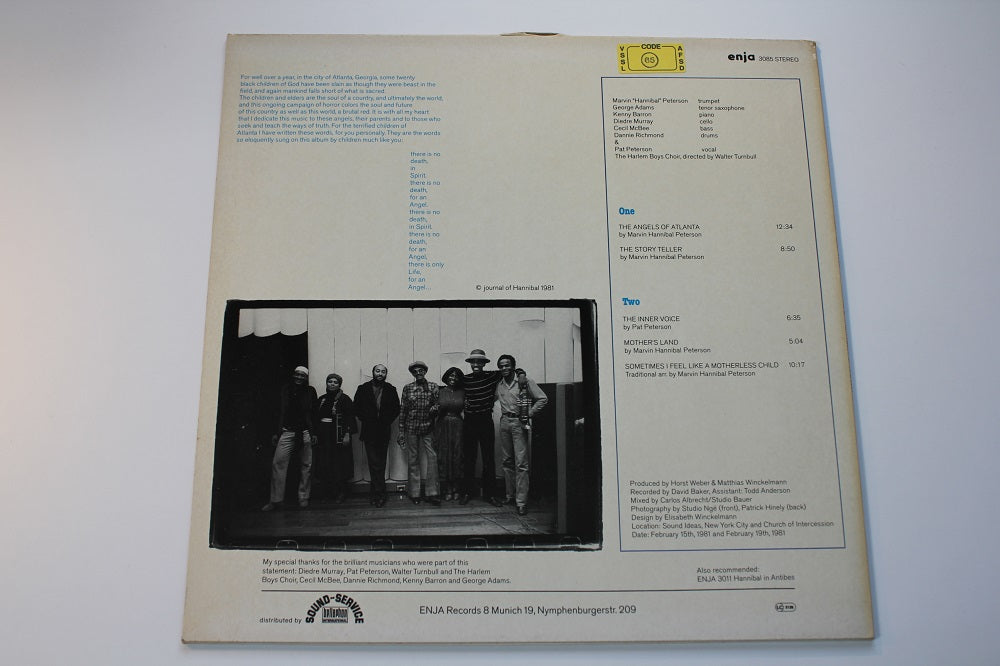 VSSL
CODE
65
AFSD
enja 3085 STEREO
For well over a year, in the city of Atlanta, Georgia, some twenty
black children of God have been slain as though they were beast in the
field, and again mankind falls short of what is sacred.
The children and elders are the soul of a country, and ultimately the world,
and this ongoing campaign of horror colors the soul and future
of this country as well as this world, a brutal red. It is with all my heart
that I dedicate this music to these angels, their parents and to those who
seek and teach the ways of truth. For the terrified children of
Atlanta I have written these words, for you personally. They are the words
so eloquently sung on this album by children much like you:
there is no
death,
in
Spirit.
there is no
death,
for an
Angel.
there is no
death,
in Spirit.
there is no
death,
for an
Angel,
there is only
Life,
for an
Angel...
© journal of Hannibal 1981
Marvin "Hannibal" Peterson trumpet
George Adams tenor saxophone
Kenny Barron piano
Diedre Murray cello
Cecil McBee bass
Dannie Richmond drums
&
Pat Peterson vocal
The Harlem Boys Choir, directed by Walter Turnbull
One
THE ANGELS OF ATLANTA 12:34
by Marvin Hannibal Peterson
THE STORY TELLER 8:50
by Marvin Hannibal Peterson
Two
THE INNER VOICE 6:35
by Pat Peterson
MOTHER'S LAND 5:04
by Marvin Hannibal Peterson
SOMETIMES I FEEL LIKE A MOTHERLESS CHILD 10:17
Traditional arr. by Marvin Hannibal Peterson
Produced by Horst Weber & Matthias Winckelmann
Recorded by David Baker, Assistant: Todd Anderson
Mixed by Carlos Albrecht/Studio Bauer
Photography by Studio Ngé (front), Patrick Hinely (back)
Design by Elisabeth Winckelmann
Location: Sound Ideas, New York City and Church of Intercession
Date: February 15th, 1981 and February 19th, 1981
My special thanks for the brilliant musicians who were part of this
statement: Diedre Murray, Pat Peterson, Walter Turnbull and The Harlem
Boys Choir, Cecil McBee, Dannie Richmond, Kenny Barron and George Adams.
Also recommended:
ENJA 3011 Hannibal in Antibes
distributed by
SOUND-SERVICE
bellaphon
INTERNATIONAL
ENJA Records 8 Munich 19, Nymphenburgerstr. 209
LC